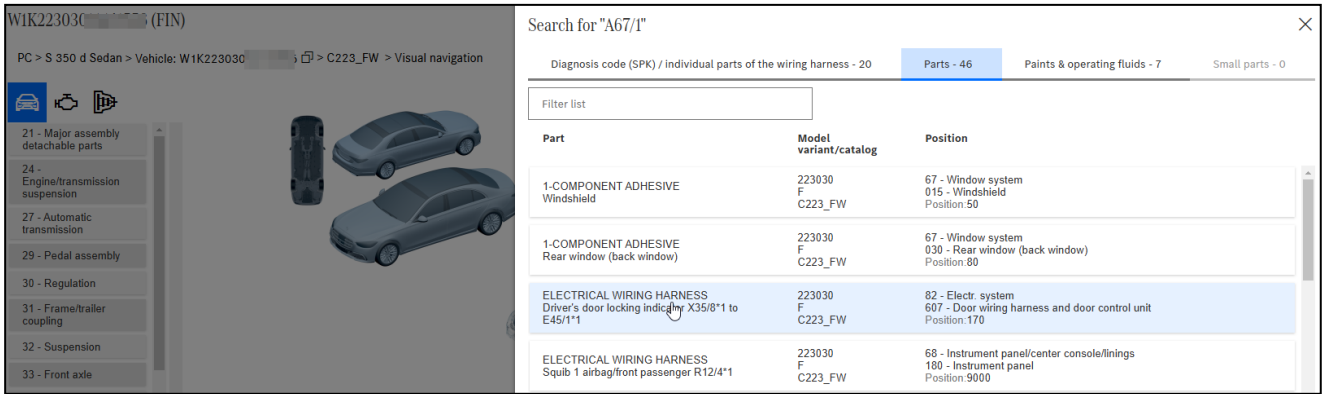 W1K223030 (FIN)
PC > S 350 d Sedan > Vehicle: W1K223030 > C223_FW > Visual navigation
21 - Major assembly
detachable parts
24 -
Engine/transmission
suspension
27 - Automatic
transmission
29 - Pedal assembly
30 - Regulation
31 - Frame/trailer
coupling
32 - Suspension
33 - Front axle
Search for "A67/1"
Diagnosis code (SPK) / individual parts of the wiring harness - 20
Parts - 46
Paints & operating fluids - 7
Small parts - 0
Filter list
Part
Model
variant/catalog
Position
1-COMPONENT ADHESIVE
Windshield
223030
F
C223_FW
67 - Window system
015 - Windshield
Position:50
1-COMPONENT ADHESIVE
Rear window (back window)
223030
F
C223_FW
67 - Window system
030 - Rear window (back window)
Position:80
ELECTRICAL WIRING HARNESS
Driver's door locking indicator X35/8*1 to
E45/1*1
223030
F
C223_FW
82 - Electr. system
607 - Door wiring harness and door control unit
Position:170
ELECTRICAL WIRING HARNESS
Squib 1 airbag/front passenger R12/4*1
223030
F
C223_FW
68 - Instrument panel/center console/linings
180 - Instrument panel
Position:9000